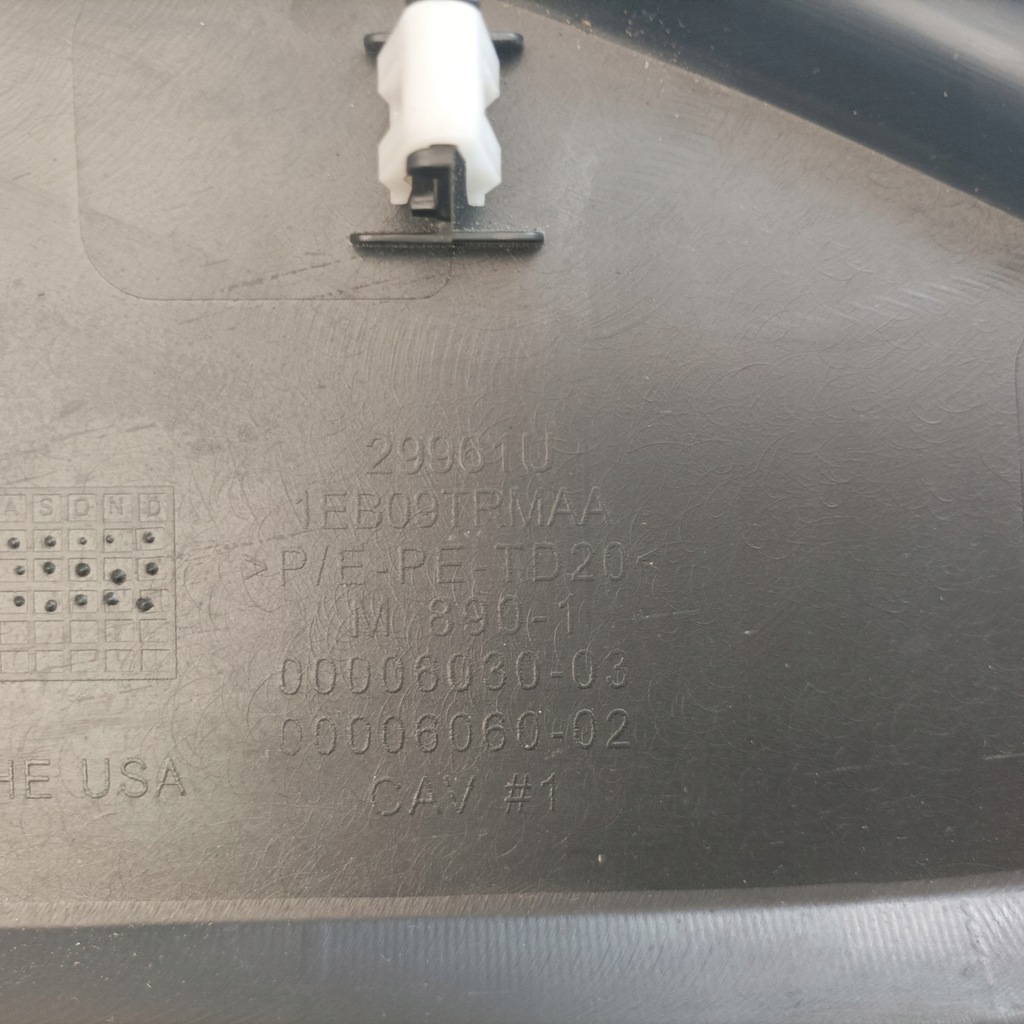 29961U
1EB09TRMAA
A S O N D
>P/E-PE-TD20<
M 890-1
00006030-03
00006060-02
HE USA
CAV #1